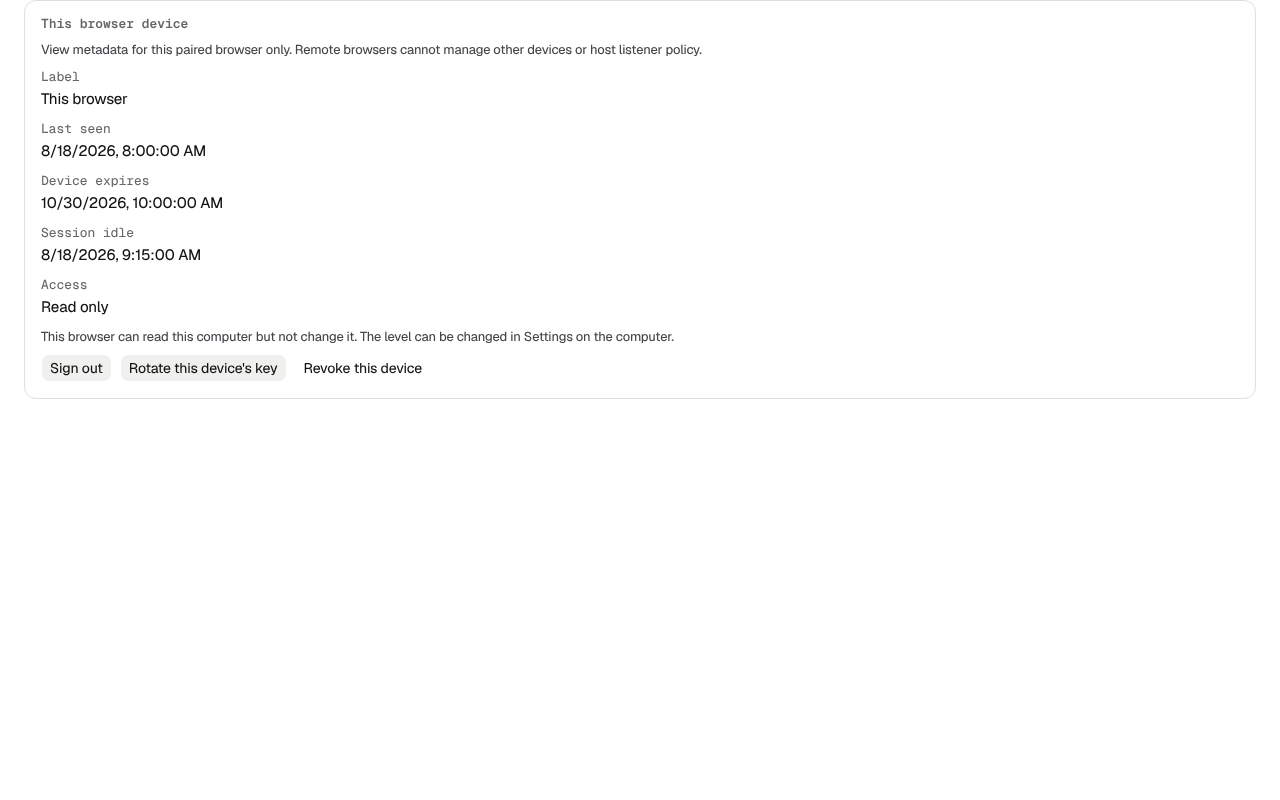 This browser device
View metadata for this paired browser only. Remote browsers cannot manage other devices or host listener policy.
Label
This browser
Last seen
8/18/2026, 8:00:00 AM
Device expires
10/30/2026, 10:00:00 AM
Session idle
8/18/2026, 9:15:00 AM
Access
Read only
This browser can read this computer but not change it. The level can be changed in Settings on the computer.
Sign out Rotate this device's key Revoke this device